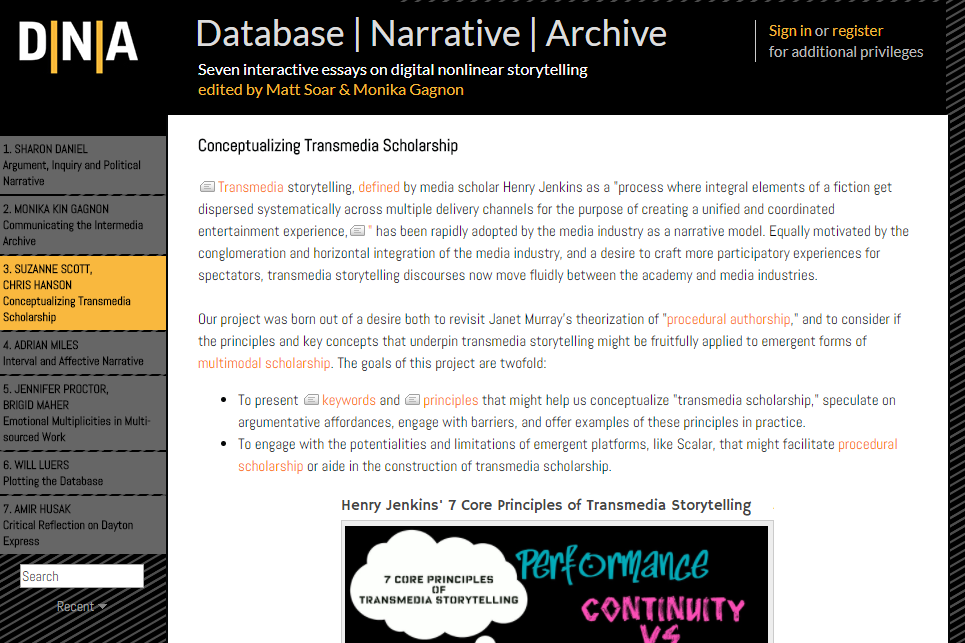 D|N|A
Database | Narrative | Archive
Seven interactive essays on digital nonlinear storytelling
edited by Matt Soar & Monika Gagnon
Sign in or register
for additional privileges
1. SHARON DANIEL
Argument, Inquiry and Political
Narrative
2. MONIKA KIN GAGNON
Communicating the Intermedia
Archive
3. SUZANNE SCOTT,
CHRIS HANSON
Conceptualizing Transmedia
Scholarship
4. ADRIAN MILES
Interval and Affective Narrative
5. JENNIFER PROCTOR,
BRIGID MAHER
Emotional Multiplicities in Multi-
sourced Work
6. WILL LUERS
Plotting the Database
7. AMIR HUSAK
Critical Reflection on Dayton
Express
Search
Recent
Conceptualizing Transmedia Scholarship
Transmedia storytelling, defined by media scholar Henry Jenkins as a "process where integral elements of a fiction get
dispersed systematically across multiple delivery channels for the purpose of creating a unified and coordinated
entertainment experience, " has been rapidly adopted by the media industry as a narrative model. Equally motivated by the
conglomeration and horizontal integration of the media industry, and a desire to craft more participatory experiences for
spectators, transmedia storytelling discourses now move fluidly between the academy and media industries.
Our project was born out of a desire both to revisit Janet Murray's theorization of "procedural authorship," and to consider if
the principles and key concepts that underpin transmedia storytelling might be fruitfully applied to emergent forms of
multimodal scholarship. The goals of this project are twofold:
• To present keywords and principles that might help us conceptualize "transmedia scholarship," speculate on
argumentative affordances, engage with barriers, and offer examples of these principles in practice.
• To engage with the potentialities and limitations of emergent platforms, like Scalar, that might facilitate procedural
scholarship or aide in the construction of transmedia scholarship.
Henry Jenkins' 7 Core Principles of Transmedia Storytelling
7 CORE PRINCIPLES
OF
TRANSMEDIA STORYTELLING
PERFORMANCE
CONTINUITY
VS